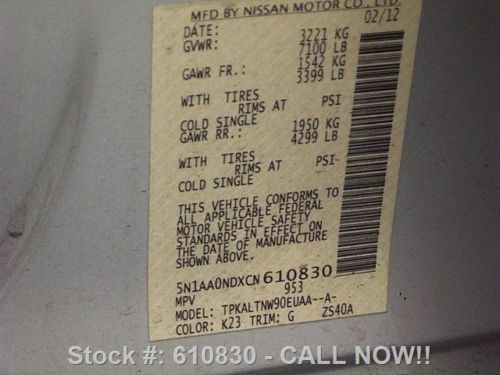 MFD BY NISSAN MOTOR CO., LTD.
DATE: 02/12
GVWR: 3221 KG
7100 LB
GAWR FR.: 1542 KG
3399 LB
WITH TIRES
RIMS AT PSI
COLD SINGLE
GAWR RR.: 1950 KG
4299 LB
WITH TIRES
RIMS AT PSI
COLD SINGLE
THIS VEHICLE CONFORMS TO
ALL APPLICABLE FEDERAL
MOTOR VEHICLE SAFETY
STANDARDS IN EFFECT ON
THE DATE OF MANUFACTURE
SHOWN ABOVE.
5N1AA0NDXCN610830
MPV 953
MODEL: TPKALTNW90EUAA--A-
COLOR: K23 TRIM: G ZS40A
Stock #: 610830 - CALL NOW!!